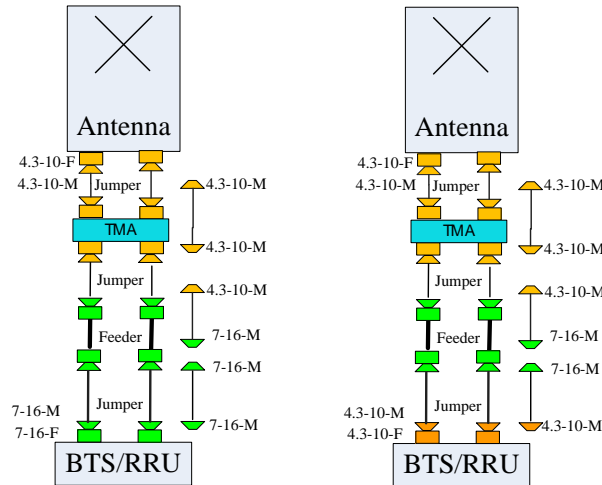 Antenna
4.3-10-F
4.3-10-M
Jumper
4.3-10-M
TMA
4.3-10-M
Jumper
4.3-10-M
Feeder
7-16-M
7-16-M
Jumper
7-16-M
7-16-F
7-16-M
BTS/RRU
Antenna
4.3-10-F
4.3-10-M
Jumper
4.3-10-M
TMA
4.3-10-M
Jumper
4.3-10-M
Feeder
7-16-M
7-16-M
Jumper
4.3-10-M
4.3-10-F
4.3-10-M
BTS/RRU